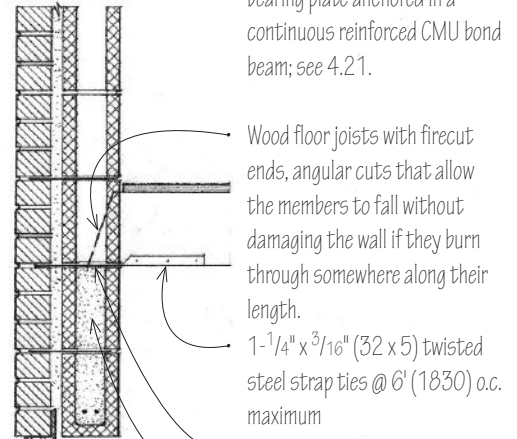 bearing plate anchored in a
continuous reinforced CMU bond
beam; see 4.21.
Wood floor joists with firecut
ends, angular cuts that allow
the members to fall without
damaging the wall if they burn
through somewhere along their
length.
1-1/4" x 3/16" (32 x 5) twisted
steel strap ties @ 6' (1830) o.c.
maximum